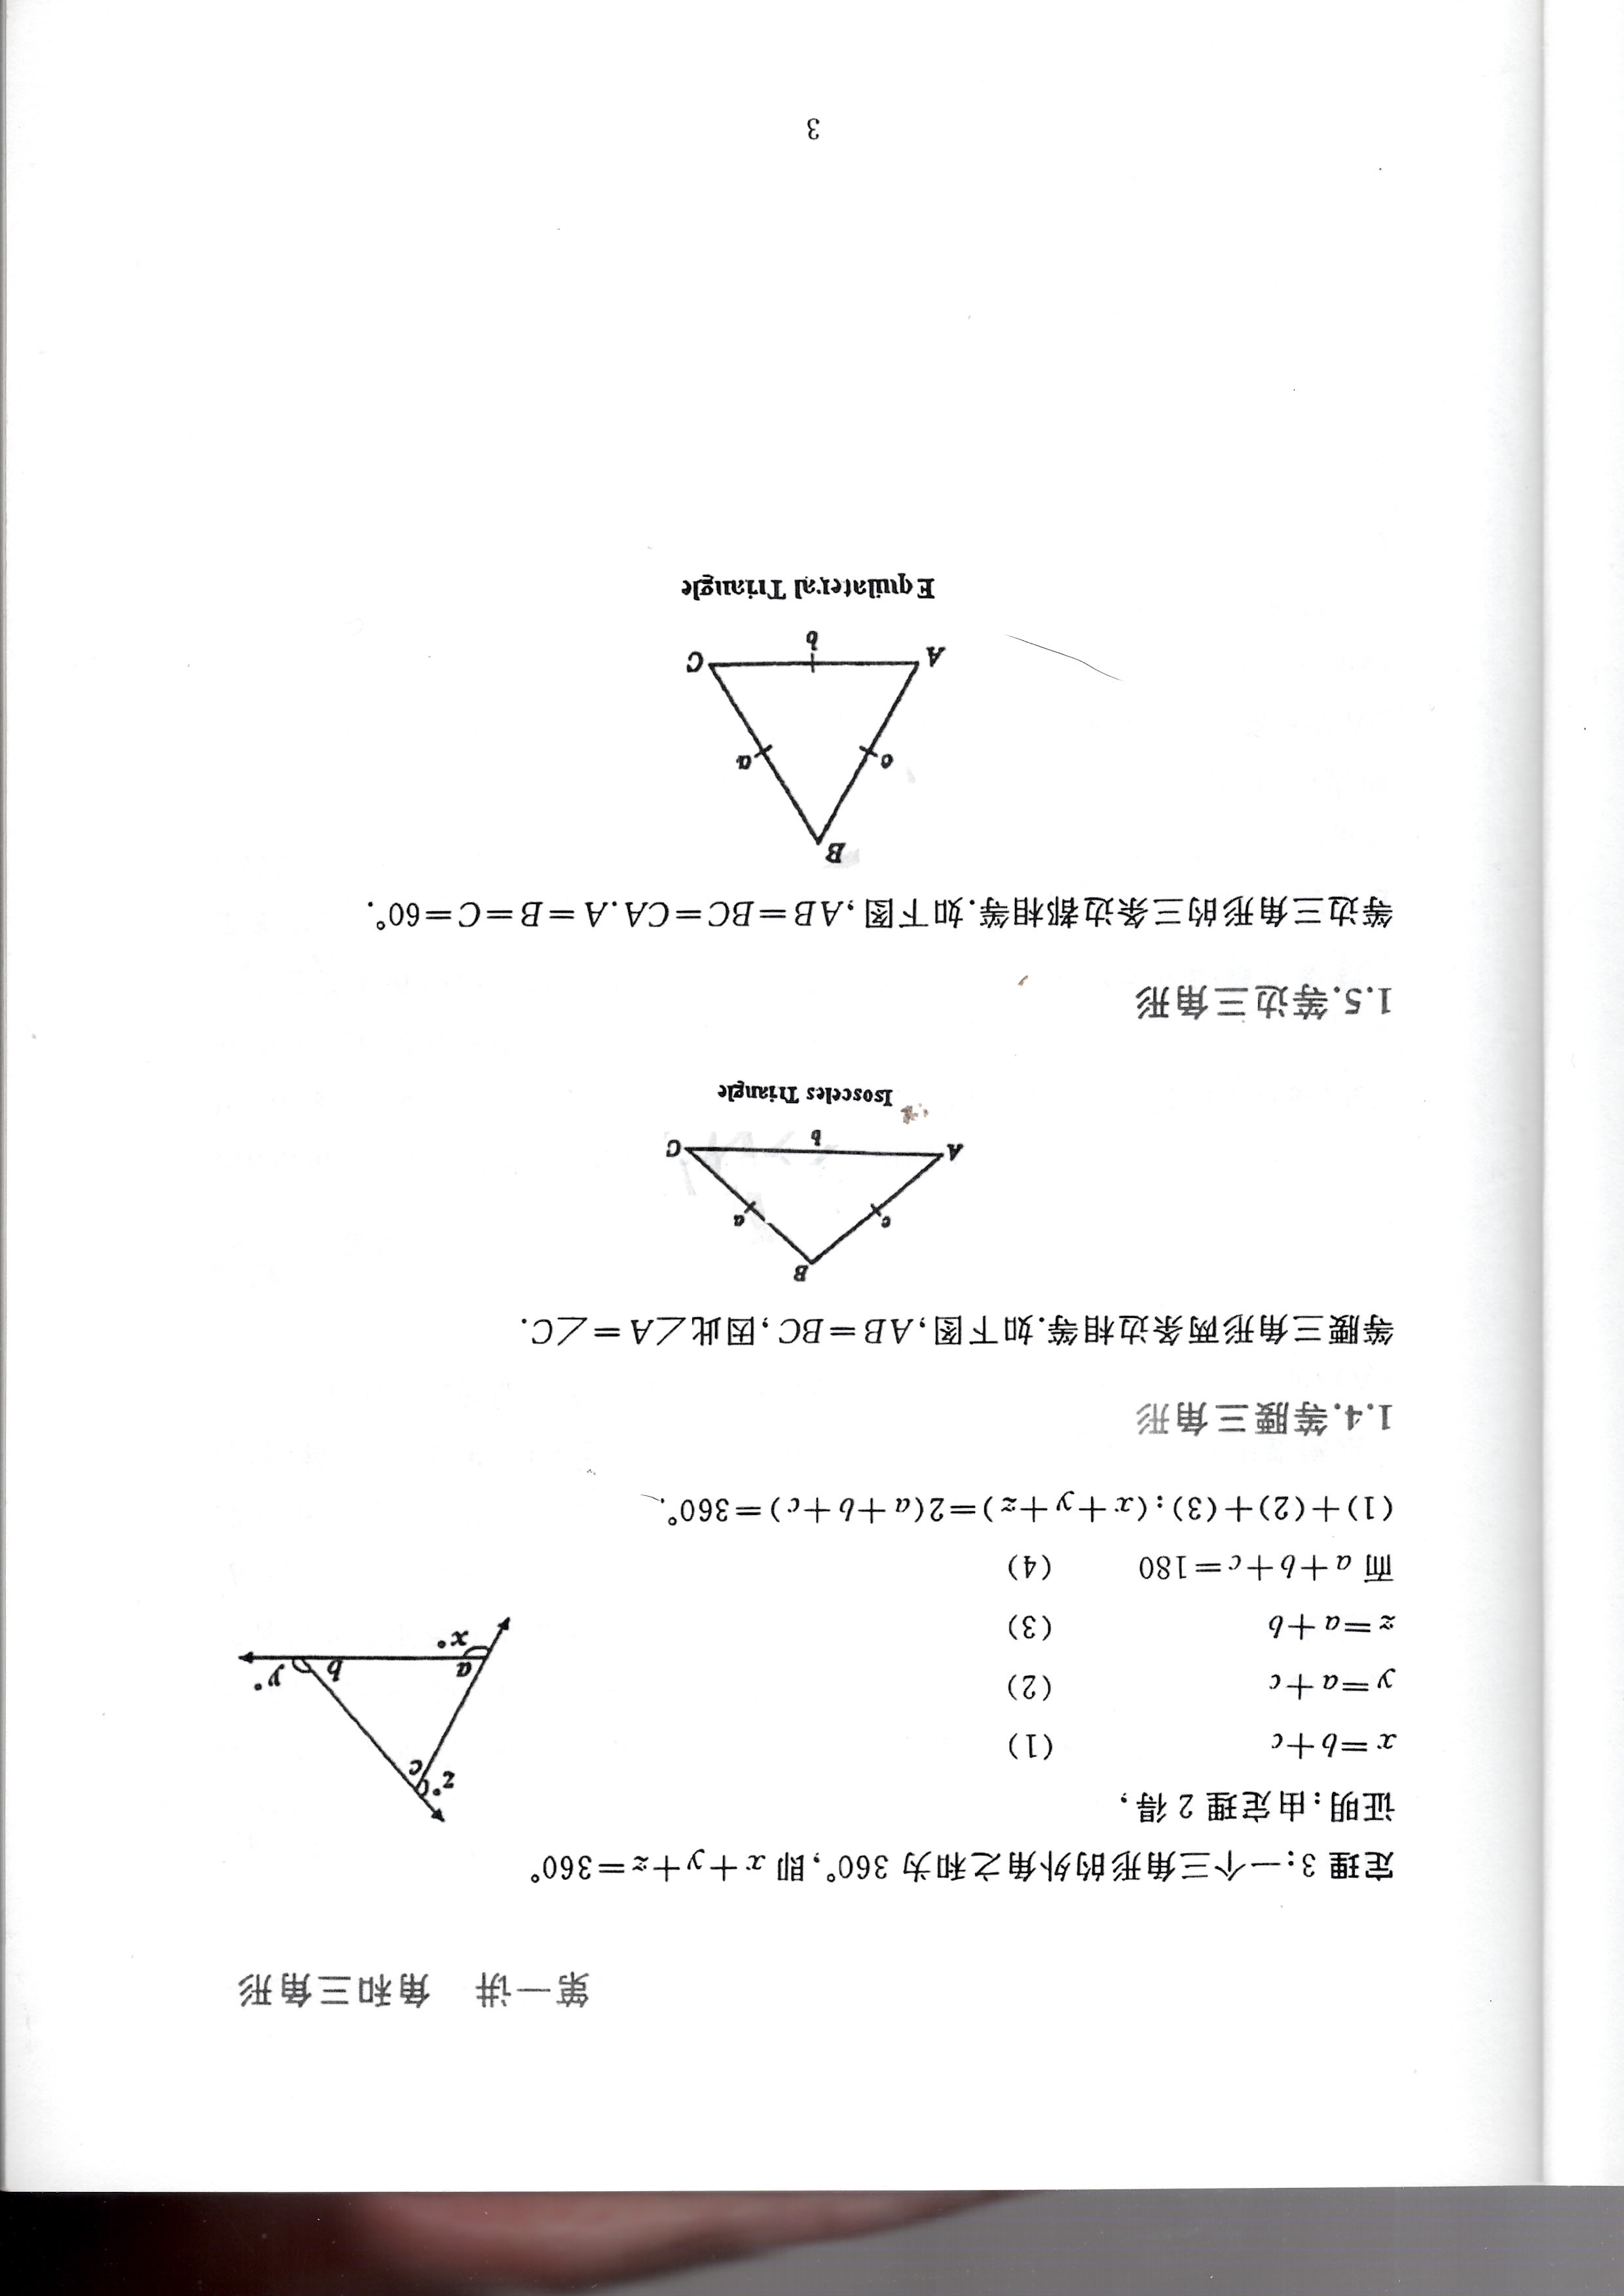 第一讲 角和三角形
定理 3:一个三角形的外角之和为 360°,即 x+y+z=360°
证明:由定理 2 得,
x=b+c (1)
y=a+c (2)
z=a+b (3)
而 a+b+c=180 (4)
(1)+(2)+(3):(x+y+z)=2(a+b+c)=360°.
z°
c
a
b
y°
x°
1.4.等腰三角形
等腰三角形两条边相等.如下图,AB=BC,因此∠A=∠C.
B
c
a
A
C
b
Isosceles Triangle
1.5.等边三角形
等边三角形的三条边都相等.如下图,AB=BC=CA.A=B=C=60°.
B
c
a
A
C
b
Equilateral Triangle
3